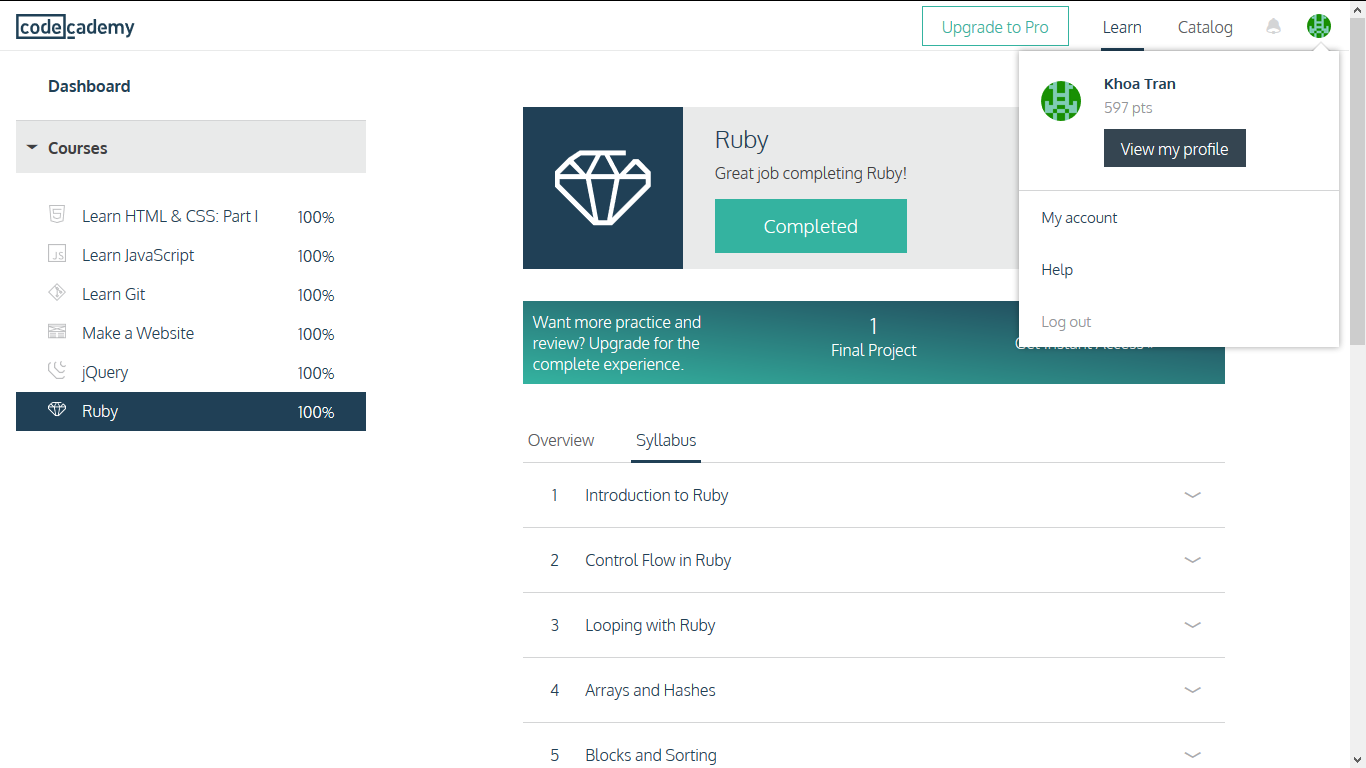 codecademy
Upgrade to Pro
Learn
Catalog
Khoa Tran
597 pts
View my profile
My account
Help
Log out
Dashboard
Courses
Learn HTML & CSS: Part I 100%
JS Learn JavaScript 100%
Learn Git 100%
Make a Website 100%
jQuery 100%
Ruby 100%
Ruby
Great job completing Ruby!
Completed
Want more practice and
review? Upgrade for the
complete experience.
1
Final Project
Get Instant Access
Overview
Syllabus
1 Introduction to Ruby
2 Control Flow in Ruby
3 Looping with Ruby
4 Arrays and Hashes
5 Blocks and Sorting